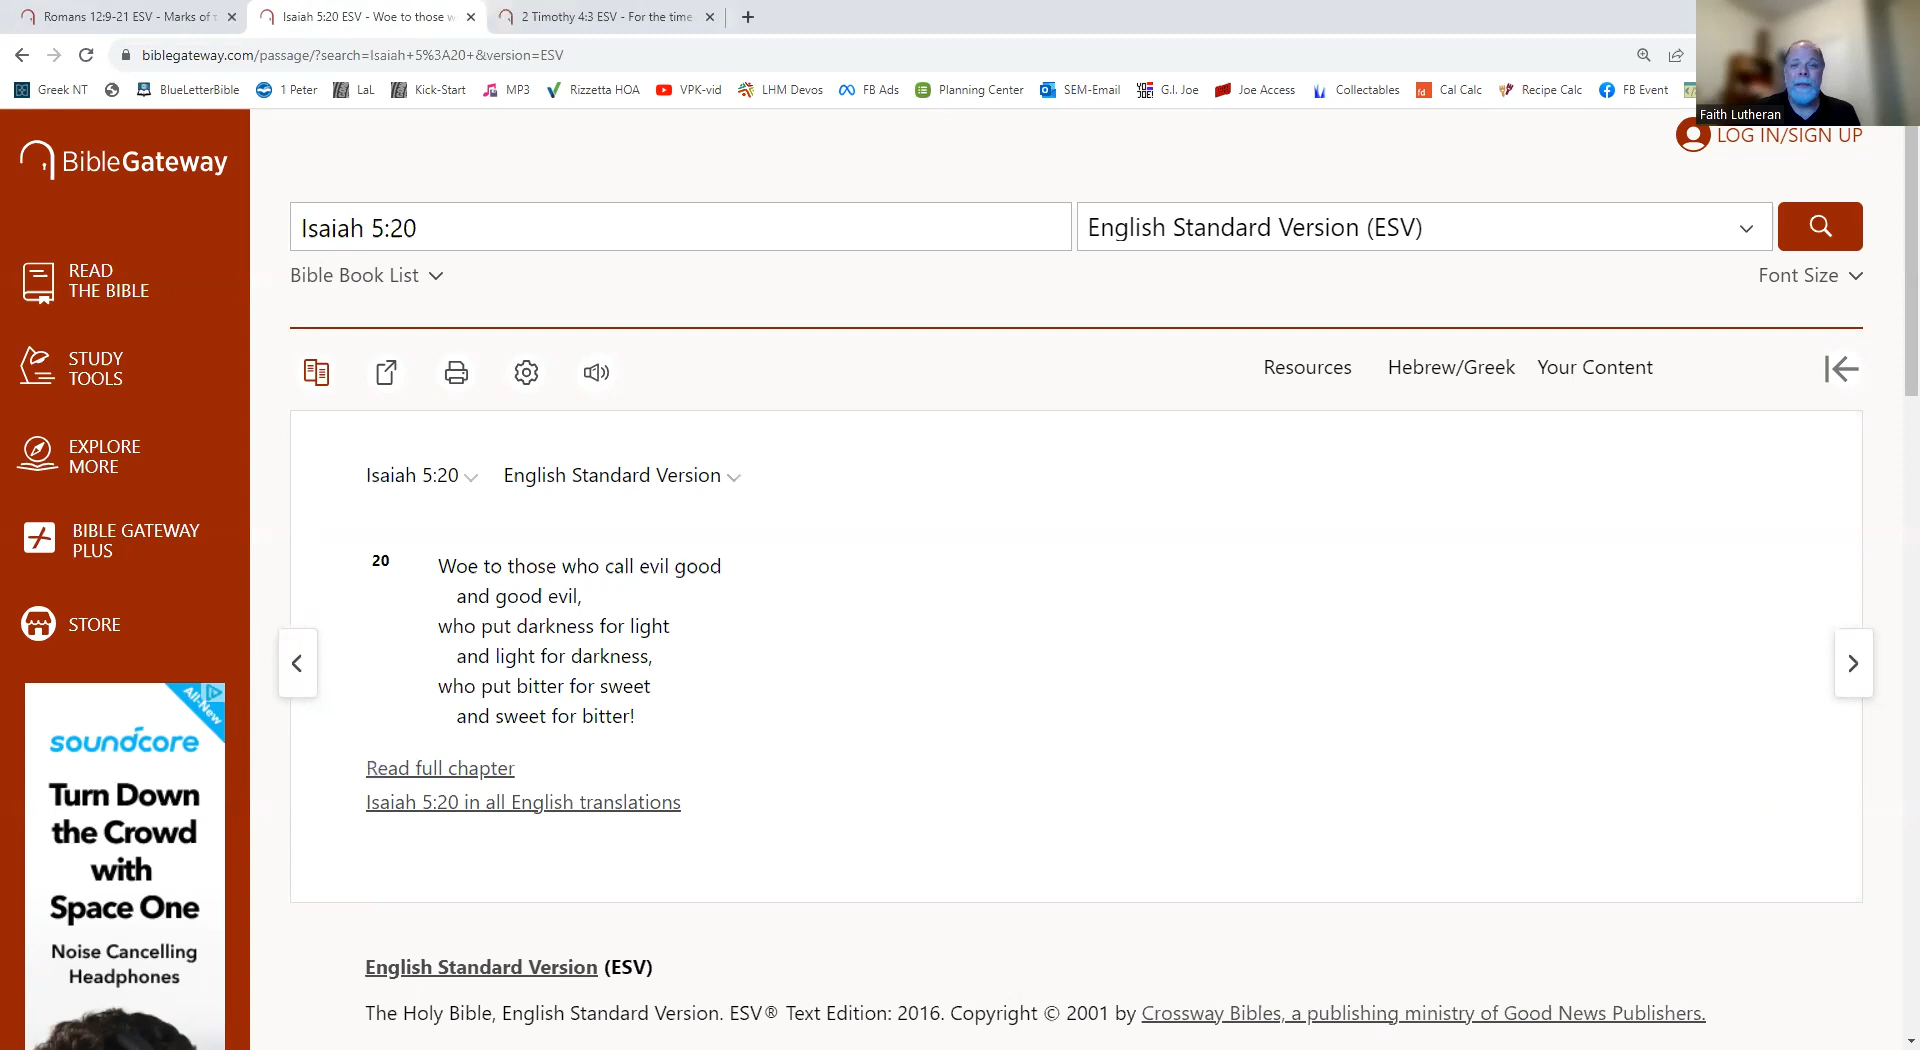 Romans 12:9-21 ESV - Marks of t
Isaiah 5:20 ESV - Woe to those w
2 Timothy 4:3 ESV - For the time
biblegateway.com/passage/?search=Isaiah+5%3A20+&version=ESV
Greek NT
BlueLetterBible
1 Peter
LaL
Kick-Start
MP3
Rizzetta HOA
VPK-vid
LHM Devos
FB Ads
Planning Center
SEM-Email
G.I. Joe
Joe Access
Collectables
Cal Calc
Recipe Calc
FB Event
Faith Lutheran
LOG IN/SIGN UP
BibleGateway
READ
THE BIBLE
STUDY
TOOLS
EXPLORE
MORE
BIBLE GATEWAY
PLUS
STORE
Isaiah 5:20
English Standard Version (ESV)
Bible Book List
Font Size
Resources
Hebrew/Greek
Your Content
Isaiah 5:20
English Standard Version
20 Woe to those who call evil good
and good evil,
who put darkness for light
and light for darkness,
who put bitter for sweet
and sweet for bitter!
Read full chapter
Isaiah 5:20 in all English translations
All-New
soundcore
Turn Down
the Crowd
with
Space One
Noise Cancelling
Headphones
English Standard Version (ESV)
The Holy Bible, English Standard Version. ESV® Text Edition: 2016. Copyright © 2001 by Crossway Bibles, a publishing ministry of Good News Publishers.